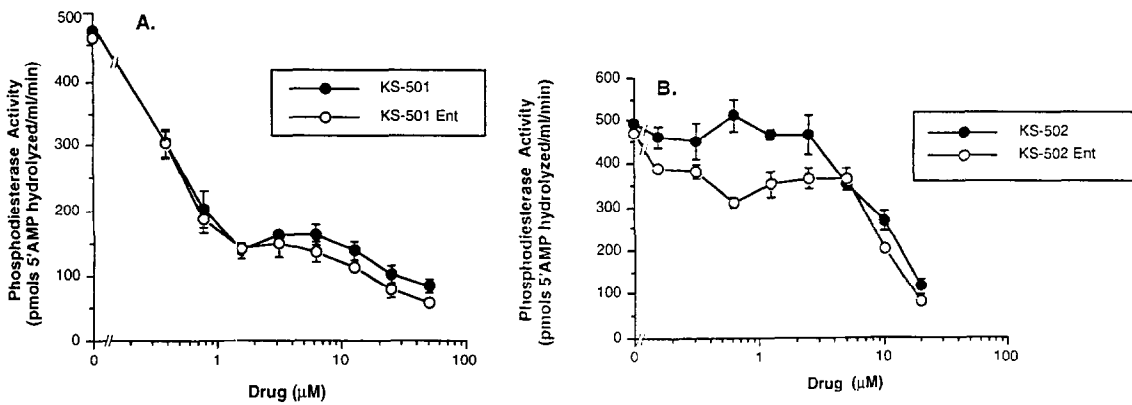 A.
Phosphodiesterase Activity
(pmols 5'AMP hydrolyzed/ml/min)
500
400
300
200
150
100
0
KS-501
KS-501 Ent
0
1
10
100
Drug (µM)
B.
Phosphodiesterase Activity
(pmols 5'AMP hydrolyzed/ml/min)
600
500
400
300
200
100
0
KS-502
KS-502 Ent
0
1
10
100
Drug (µM)